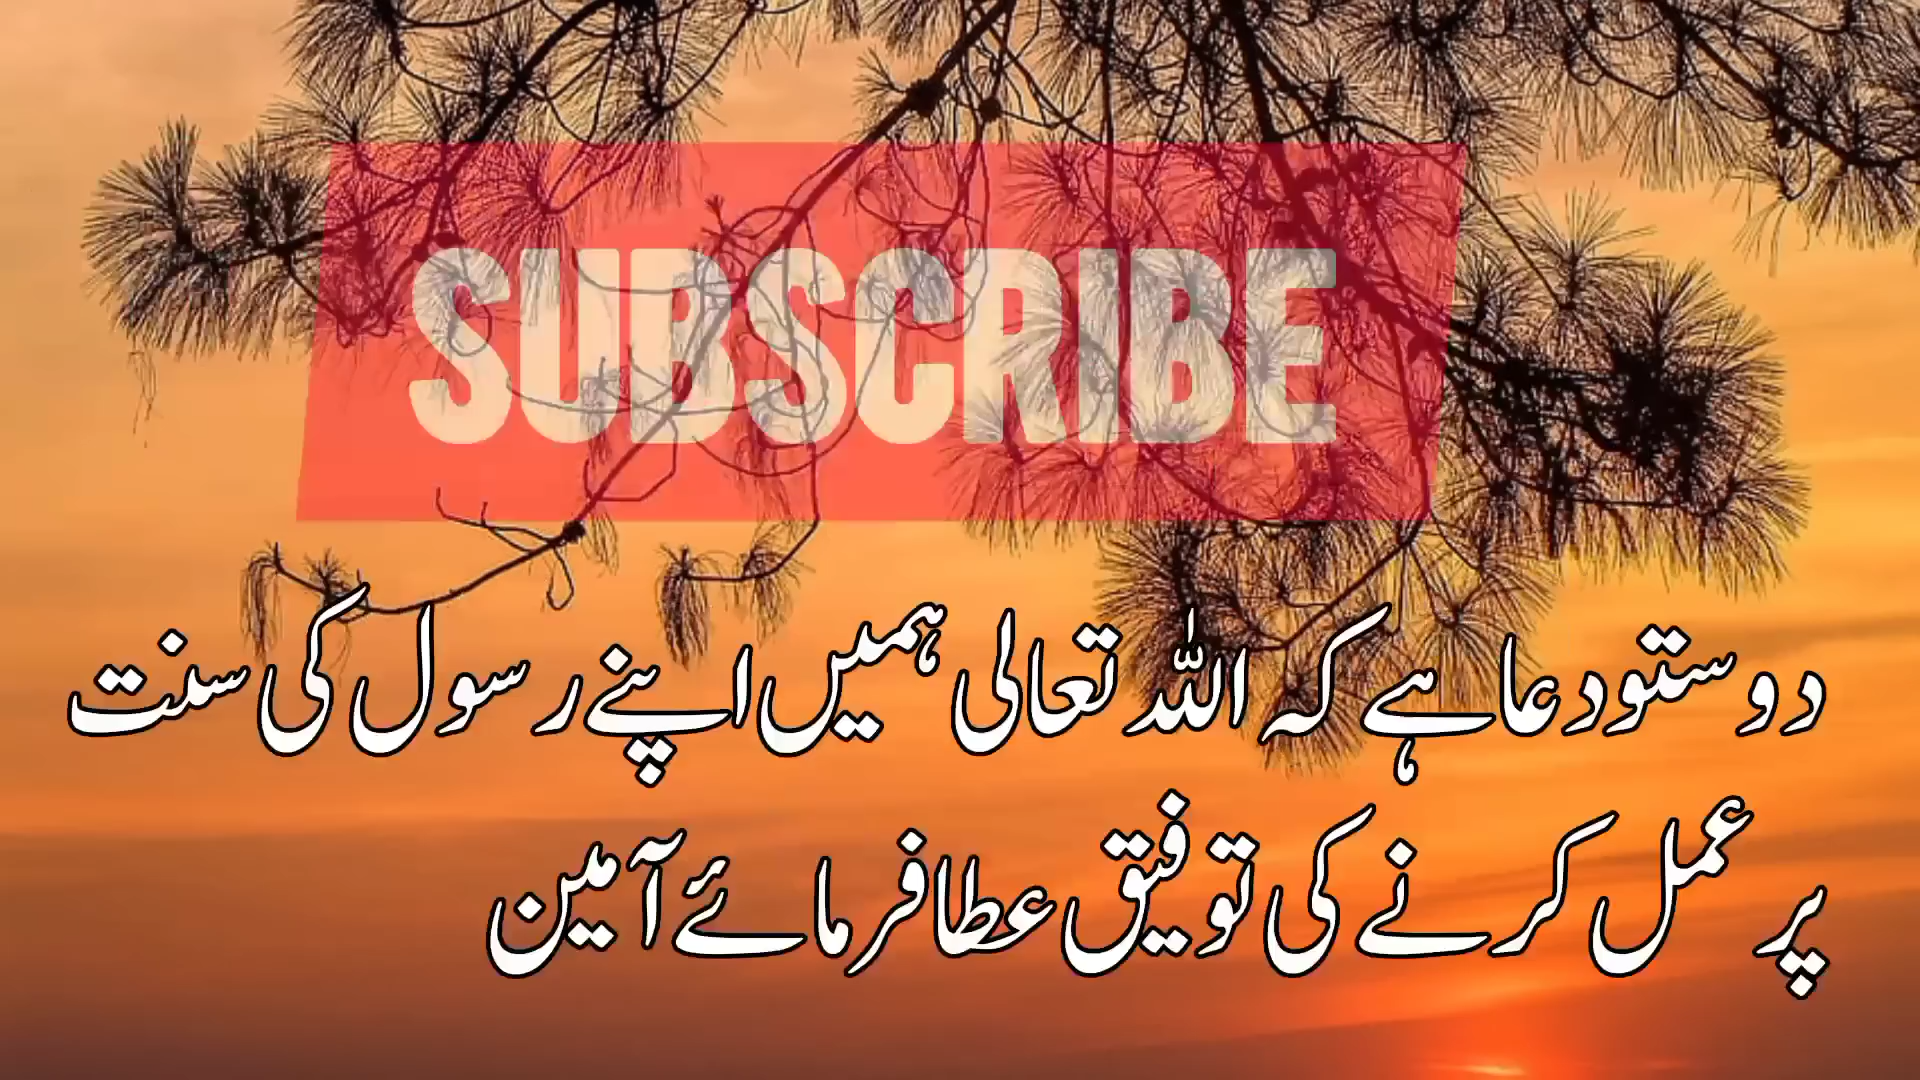 SUBSCRIBE
دوستو دعا ہے کہ اللہ تعالی ہمیں اپنے رسول کی سنت
پر عمل کرنے کی توفیق عطا فرمائے آمین